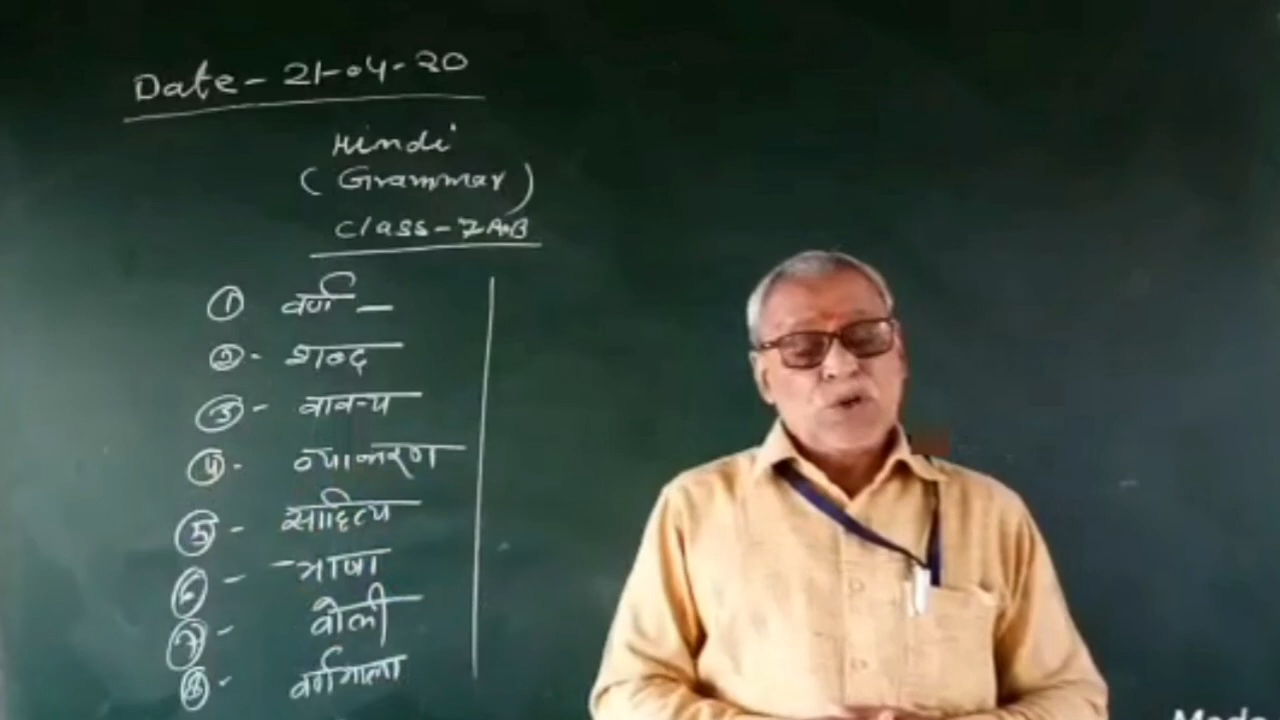 Date- 21-04-20
Hindi
(Grammar)
Class- 7 A&B
① वर्ण —
② - शब्द
③ - वाक्य
④ - व्याकरण
⑤ - साहित्य
⑥ - भाषा
⑦ - बोली
⑧ - वर्णमाला